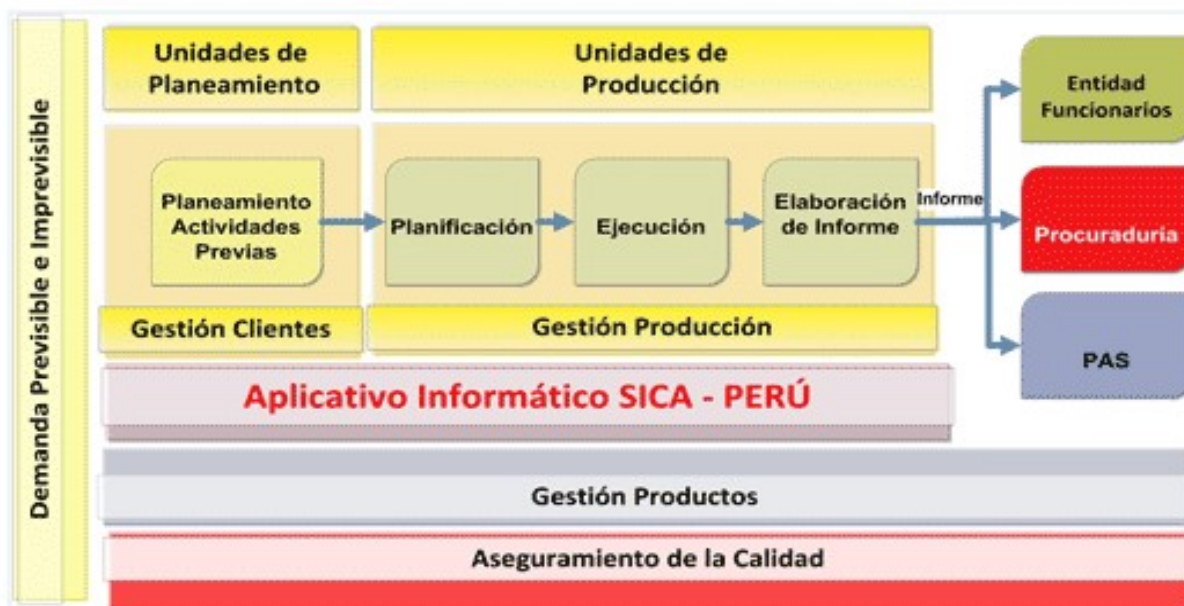 Demanda Previsible e Imprevisible
Unidades de
Planeamiento
Unidades de
Producción
Planeamiento
Actividades
Previas
Planificación
Ejecución
Elaboración
de Informe
Informe
Entidad
Funcionarios
Procuraduria
PAS
Gestión Clientes
Gestión Producción
Aplicativo Informático SICA - PERÚ
Gestión Productos
Aseguramiento de la Calidad